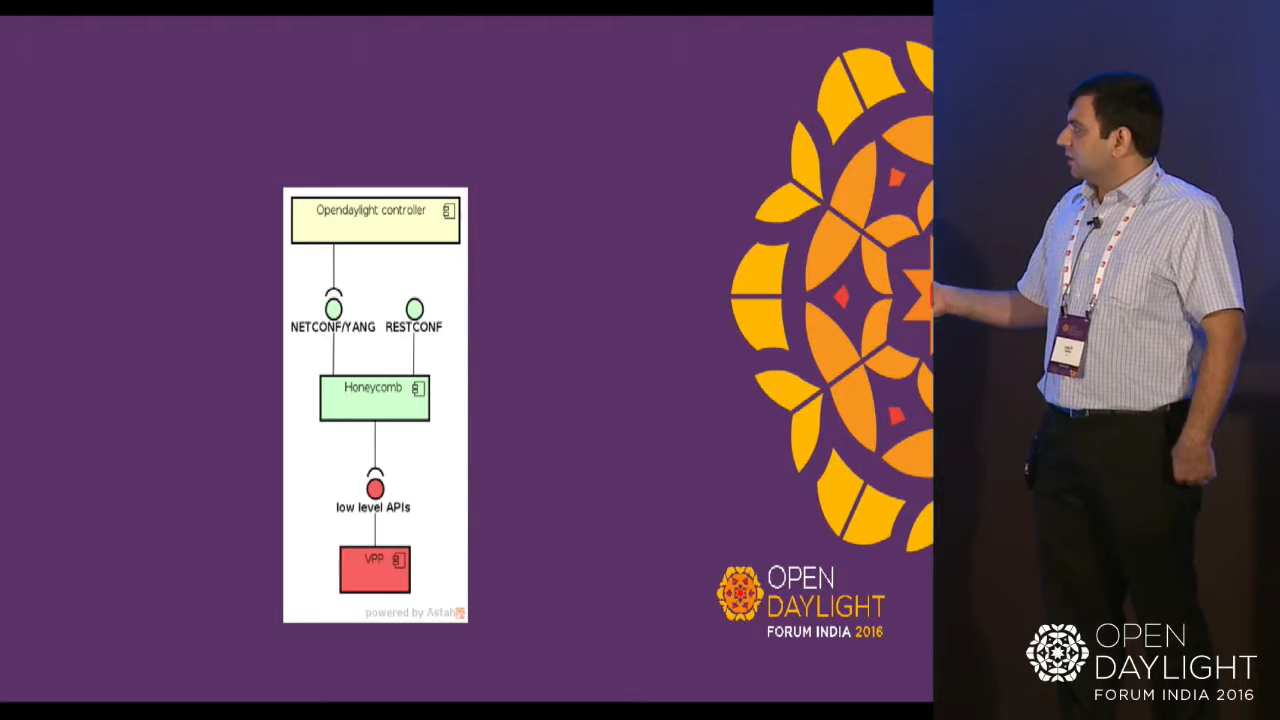 Opendaylight controller
NETCONF/YANG RESTCONF
Honeycomb
low level APIs
VPP
powered by Astah
OPEN
DAYLIGHT
FORUM INDIA 2016
OPEN
DAYLIGHT
FORUM INDIA 2016